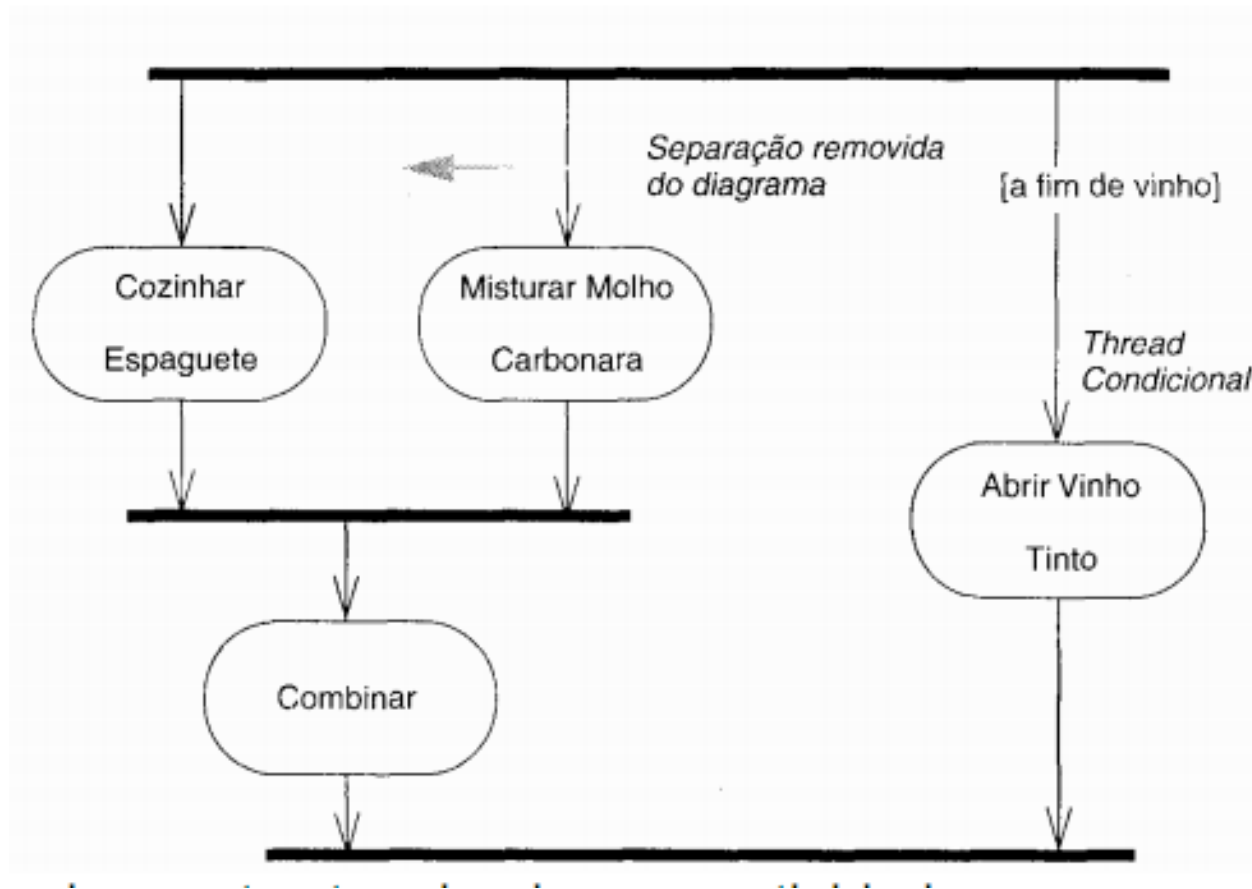 Separação removida
do diagrama
[a fim de vinho]
Cozinhar
Espaguete
Misturar Molho
Carbonara
Thread
Condicional
Abrir Vinho
Tinto
Combinar